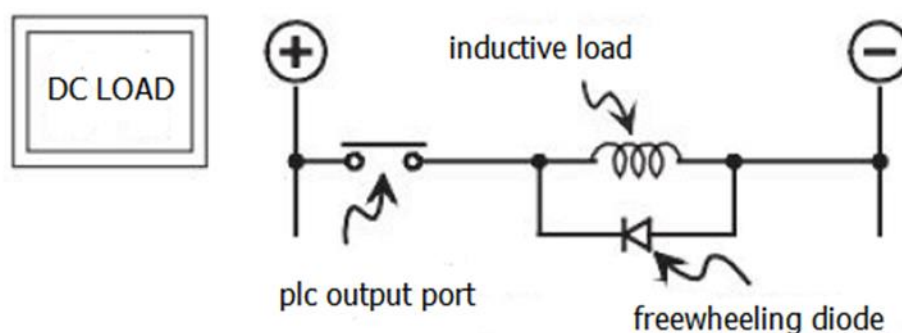 DC LOAD
+
inductive load
−
plc output port
freewheeling diode